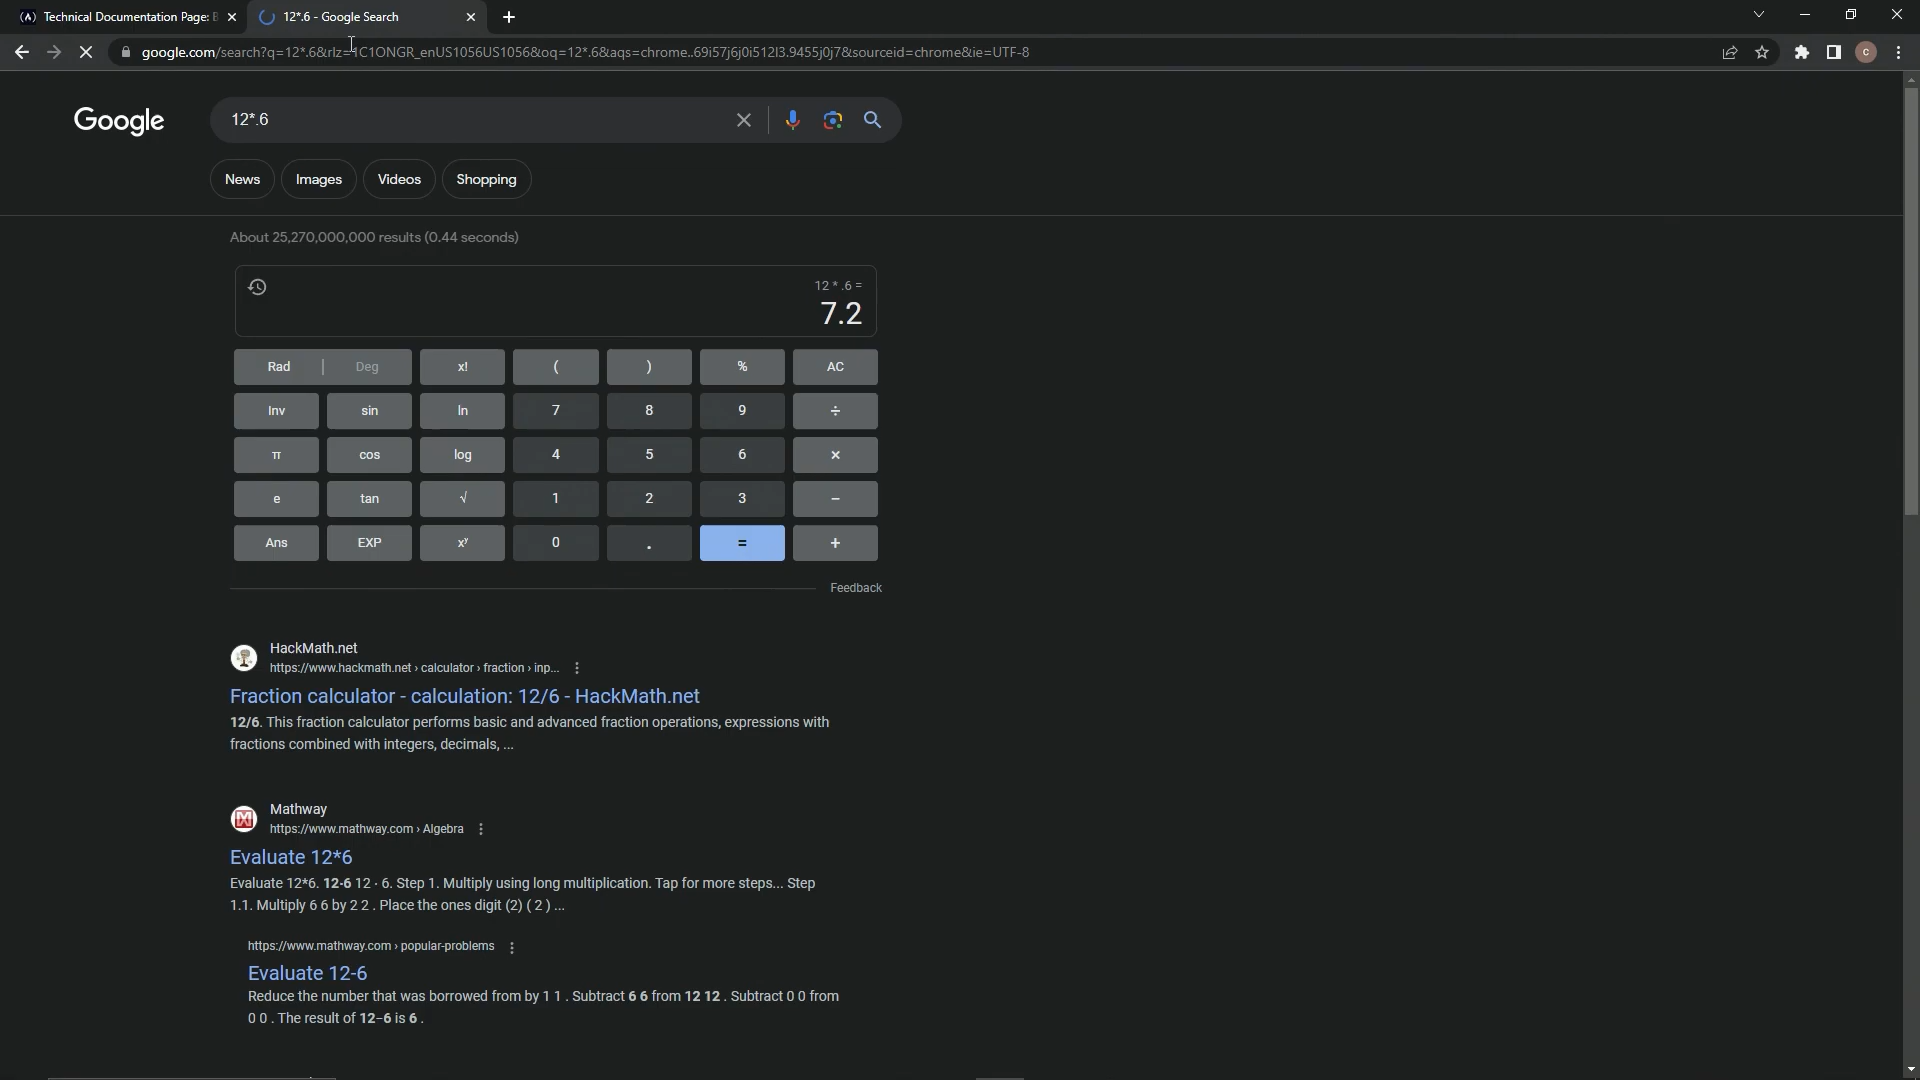 Technical Documentation Page: B
12*.6 - Google Search
google.com/search?q=12*.6&rlz=1C1ONGR_enUS1056US1056&oq=12*.6&aqs=chrome..69i57j6j0i512l3.9455j0j7&sourceid=chrome&ie=UTF-8
C
Google
12*.6
News
Images
Videos
Shopping
About 25,270,000,000 results (0.44 seconds)
12 * .6 =
7.2
Rad | Deg x! ( ) % AC
Inv sin ln 7 8 9 ÷
π cos log 4 5 6 ×
e tan √ 1 2 3 −
Ans EXP xʸ 0 . = +
Feedback
HackMath.net
https://www.hackmath.net › calculator › fraction › inp...
Fraction calculator - calculation: 12/6 - HackMath.net
12/6. This fraction calculator performs basic and advanced fraction operations, expressions with
fractions combined with integers, decimals, ...
Mathway
https://www.mathway.com › Algebra
Evaluate 12*6
Evaluate 12*6. 12⋅6 12 ⋅ 6. Step 1. Multiply using long multiplication. Tap for more steps... Step
1.1. Multiply 6 6 by 2 2 . Place the ones digit (2) ( 2 ) ...
https://www.mathway.com › popular-problems
Evaluate 12-6
Reduce the number that was borrowed from by 1 1 . Subtract 6 6 from 12 12 . Subtract 0 0 from
0 0 . The result of 12−6 is 6 .